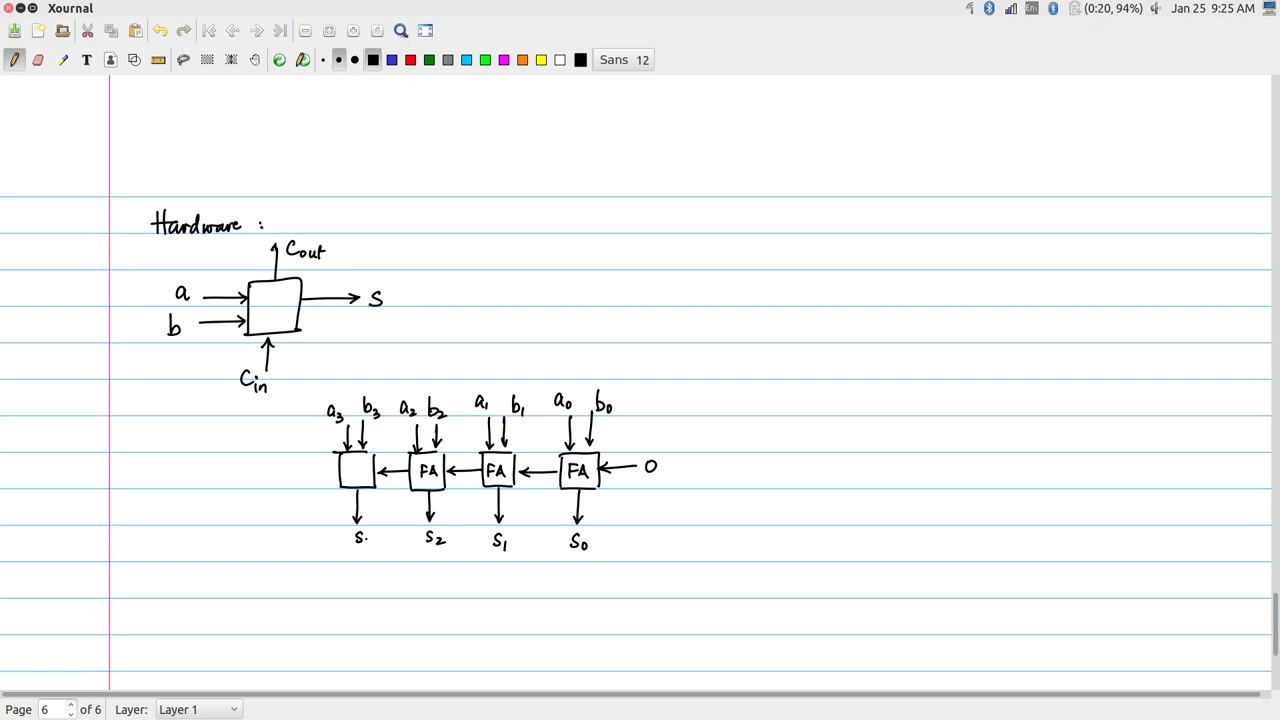 Xournal
En (0:20, 94%) Jan 25 9:25 AM
T Sans 12
Hardware :
Cout
a s
b
Cin
a3 b3 a2 b2 a1 b1 a0 b0
FA FA FA 0
s. s2 s1 s0
Page 6 of 6 Layer: Layer 1